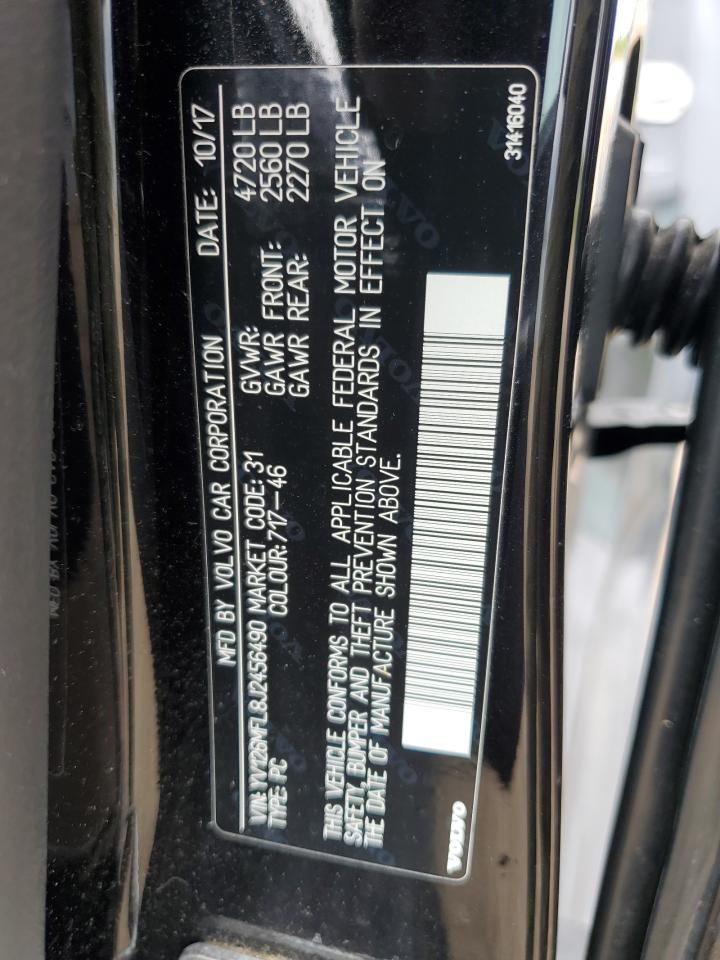 MFD BY VOLVO CAR CORPORATION DATE: 10/17
VIN: YV126MFL8J2456490 MARKET CODE: 31 GVWR: 4720 LB
TYPE: PC COLOUR: 717-46 GAWR FRONT: 2560 LB
GAWR REAR: 2270 LB
THIS VEHICLE CONFORMS TO ALL APPLICABLE FEDERAL MOTOR VEHICLE
SAFETY, BUMPER AND THEFT PREVENTION STANDARDS IN EFFECT ON
THE DATE OF MANUFACTURE SHOWN ABOVE.
VOLVO 31416040